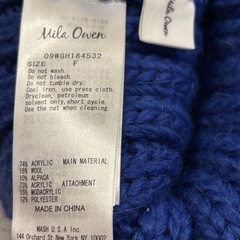 Mila Owen
09WGH184532
SIZE F
Do not wash.
Do not bleach.
Do not tumble dry.
Cool iron, use press cloth.
Dryclean, petroleum
solvent only, short cycle.
Use the net when cleaning.
74% ACRYLIC MAIN MATERIAL
16% WOOL
10% ALPACA
73% ACRYLIC ATTACHMENT
15% MODACRYLIC
12% POLYESTER
MADE IN CHINA
MASH U.S.A Inc.
144 Orchard St, New York, NY, 10002
Mila Owen